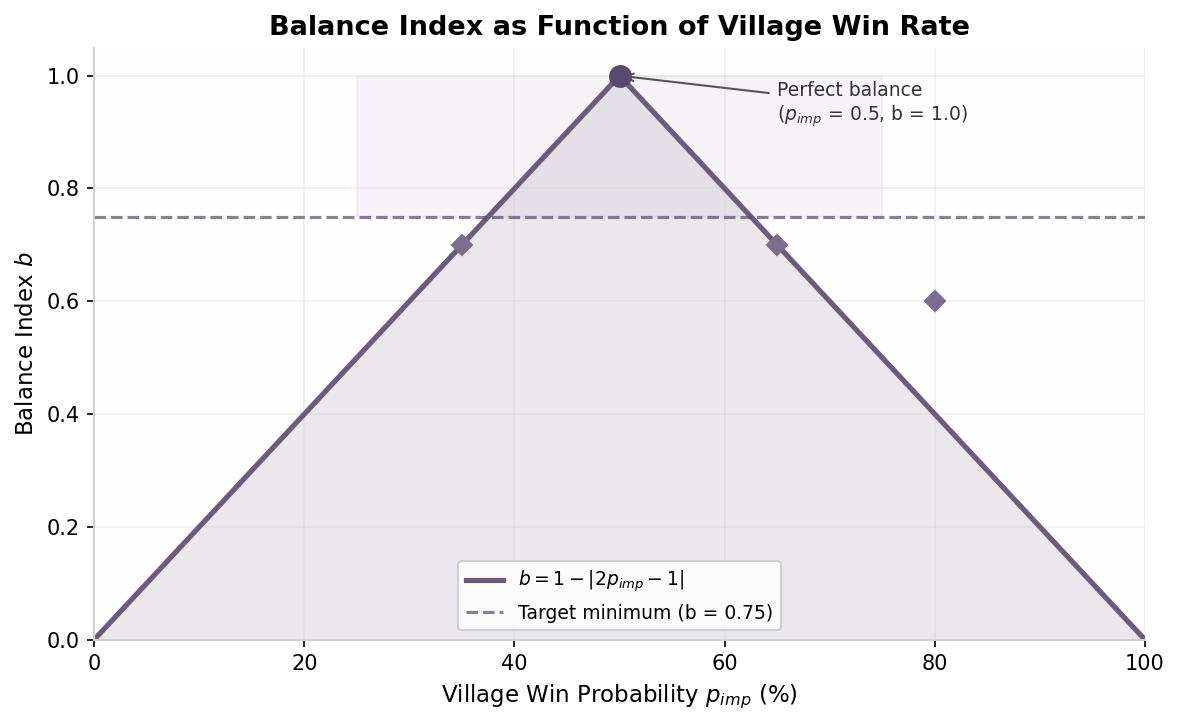 Balance Index as Function of Village Win Rate
Perfect balance
(p_imp = 0.5, b = 1.0)
1.0
0.8
0.6
0.4
0.2
0.0
Balance Index b
b = 1 − |2p_imp − 1|
Target minimum (b = 0.75)
0
20
40
60
80
100
Village Win Probability p_imp (%)